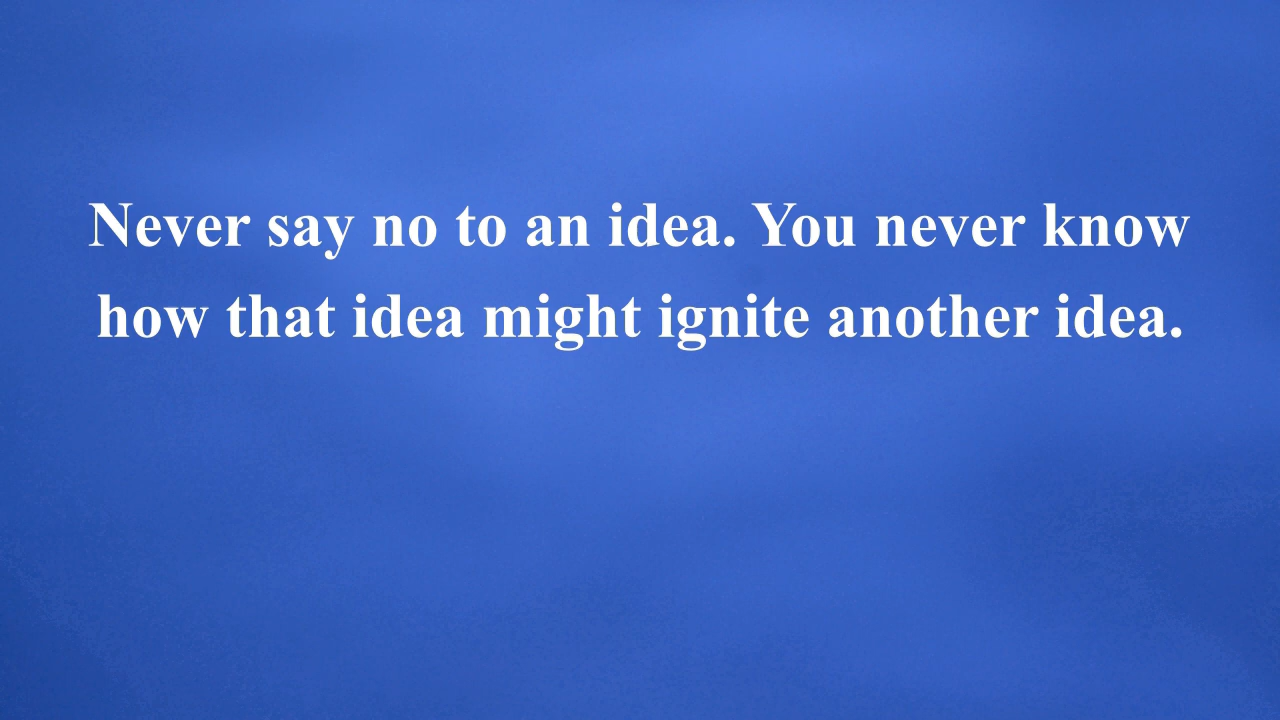 Never say no to an idea. You never know
how that idea might ignite another idea.